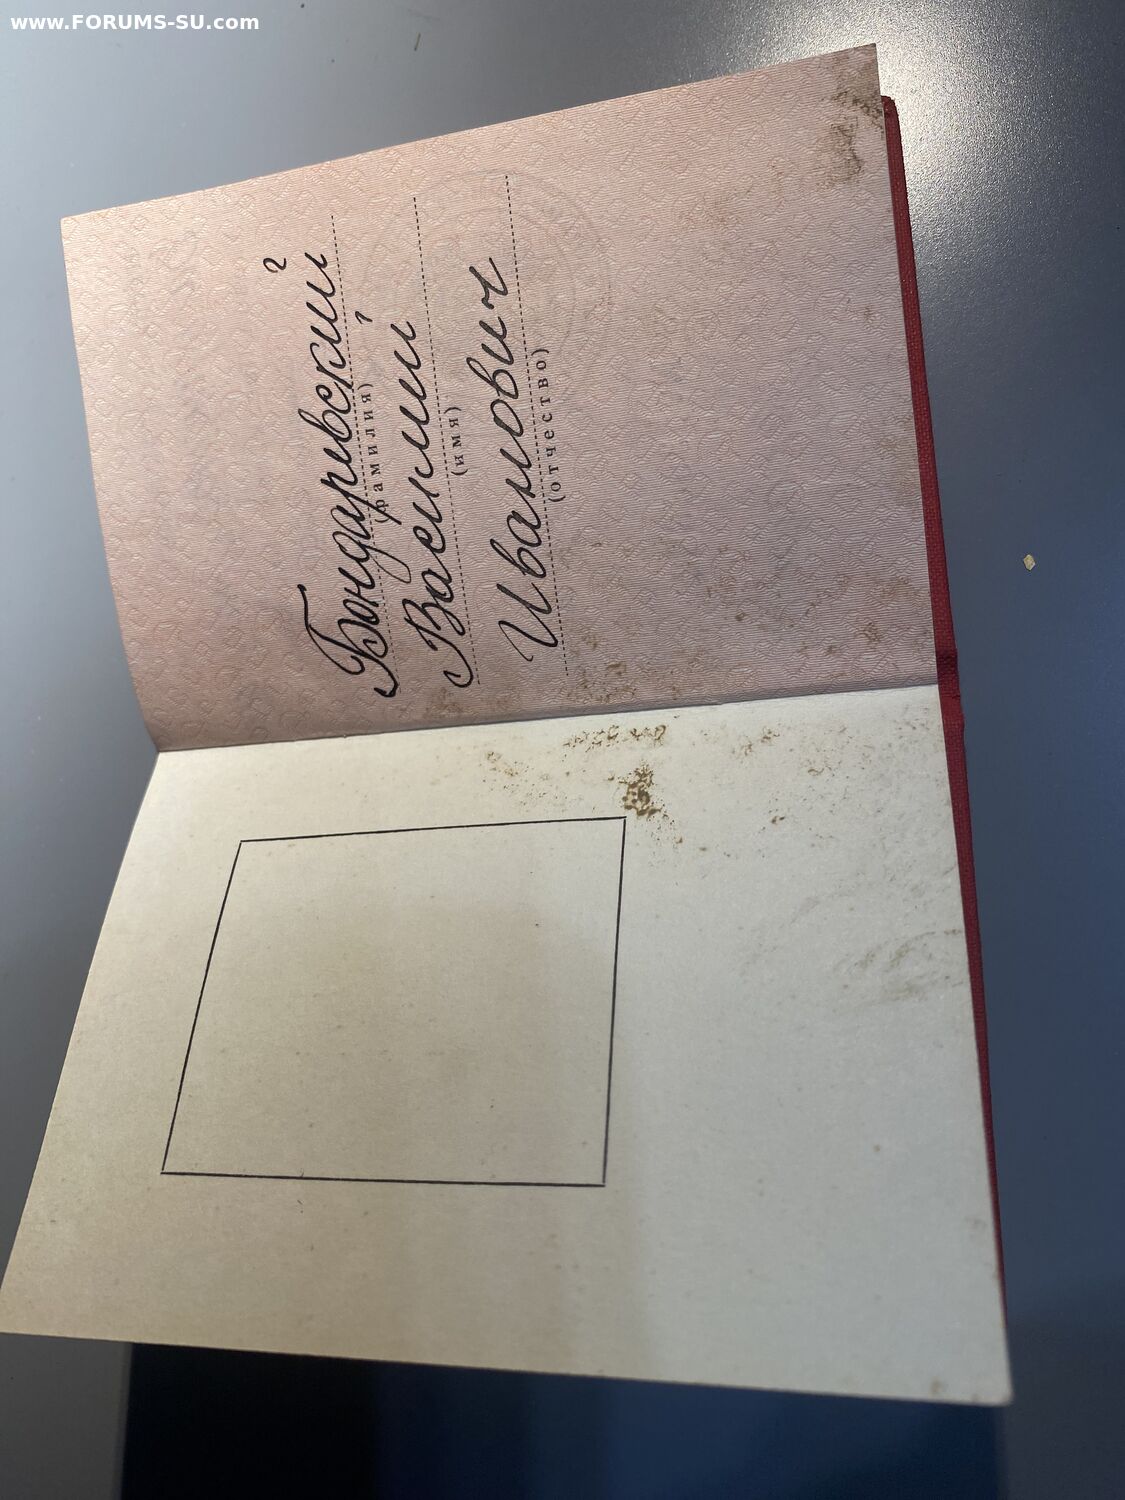 www.FORUMS-SU.com
Бондаревский
(фамилия)
Василий
(имя)
Иванович
(отчество)